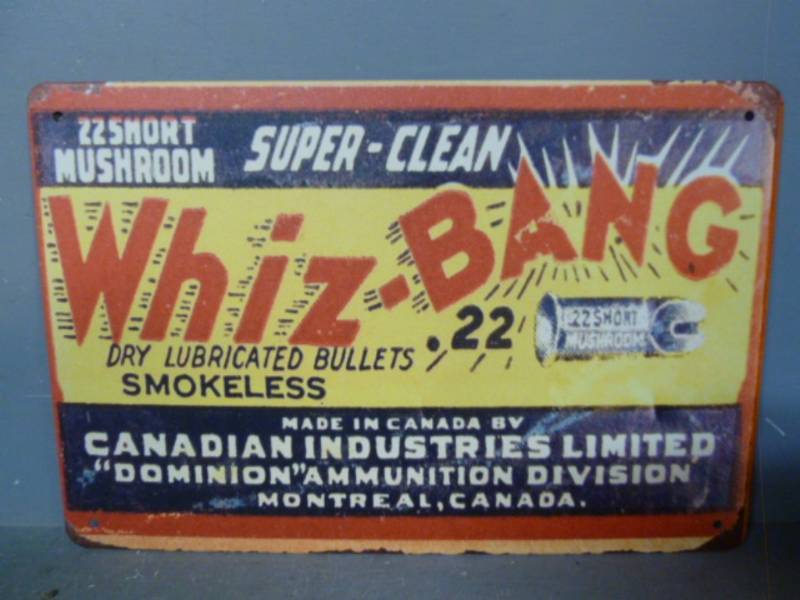 22 SHORT
MUSHROOM
SUPER-CLEAN
Whiz-BANG
.22
22 SHORT
MUSHROOM
DRY LUBRICATED BULLETS
SMOKELESS
MADE IN CANADA BY
CANADIAN INDUSTRIES LIMITED
"DOMINION" AMMUNITION DIVISION
MONTREAL, CANADA.